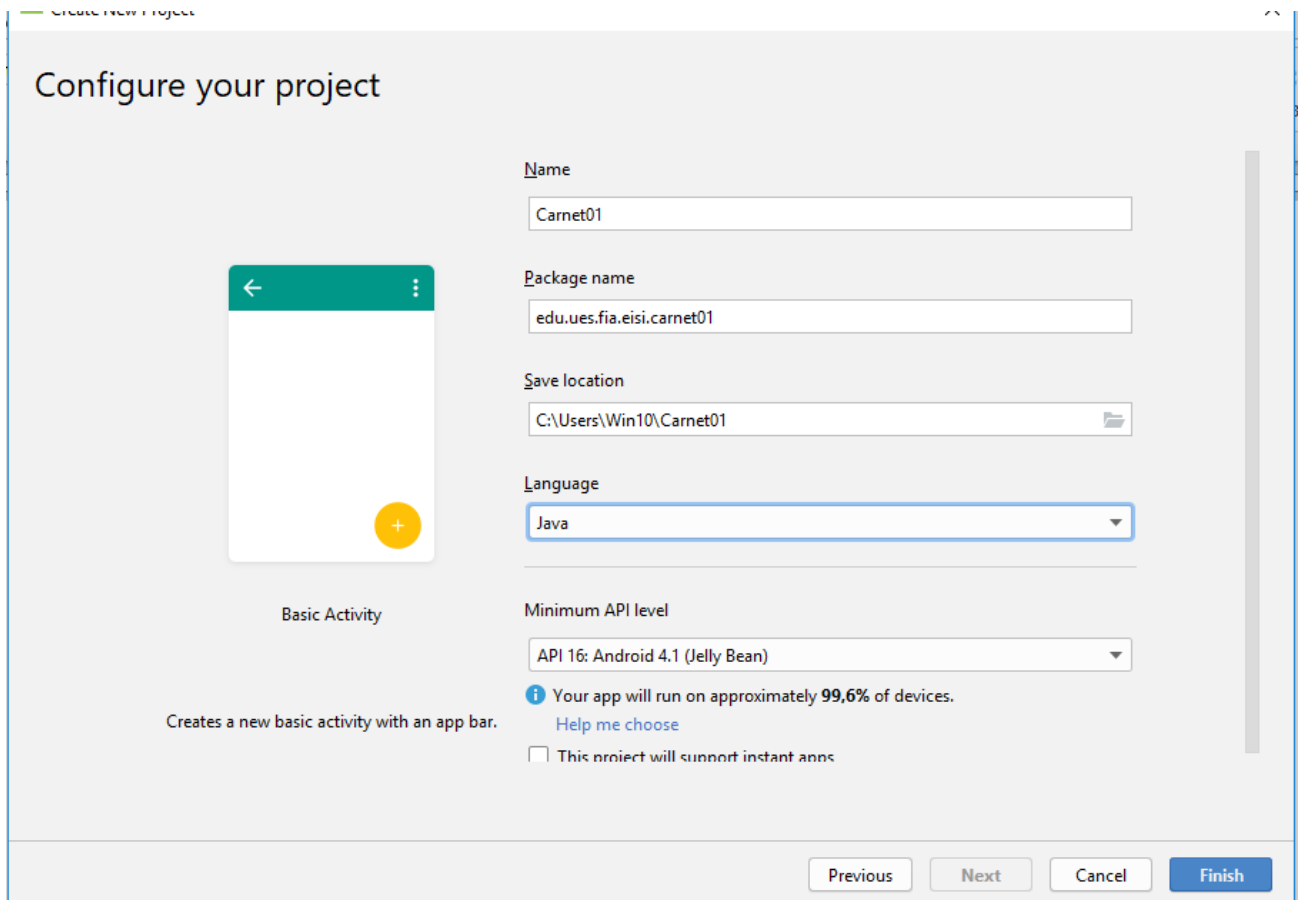 Create New Project
Configure your project
Name
Carnet01
Package name
edu.ues.fia.eisi.carnet01
Save location
C:\Users\Win10\Carnet01
Language
Java
Basic Activity
Minimum API level
API 16: Android 4.1 (Jelly Bean)
Your app will run on approximately 99,6% of devices.
Creates a new basic activity with an app bar.
Help me choose
This project will support instant apps
Previous
Next
Cancel
Finish